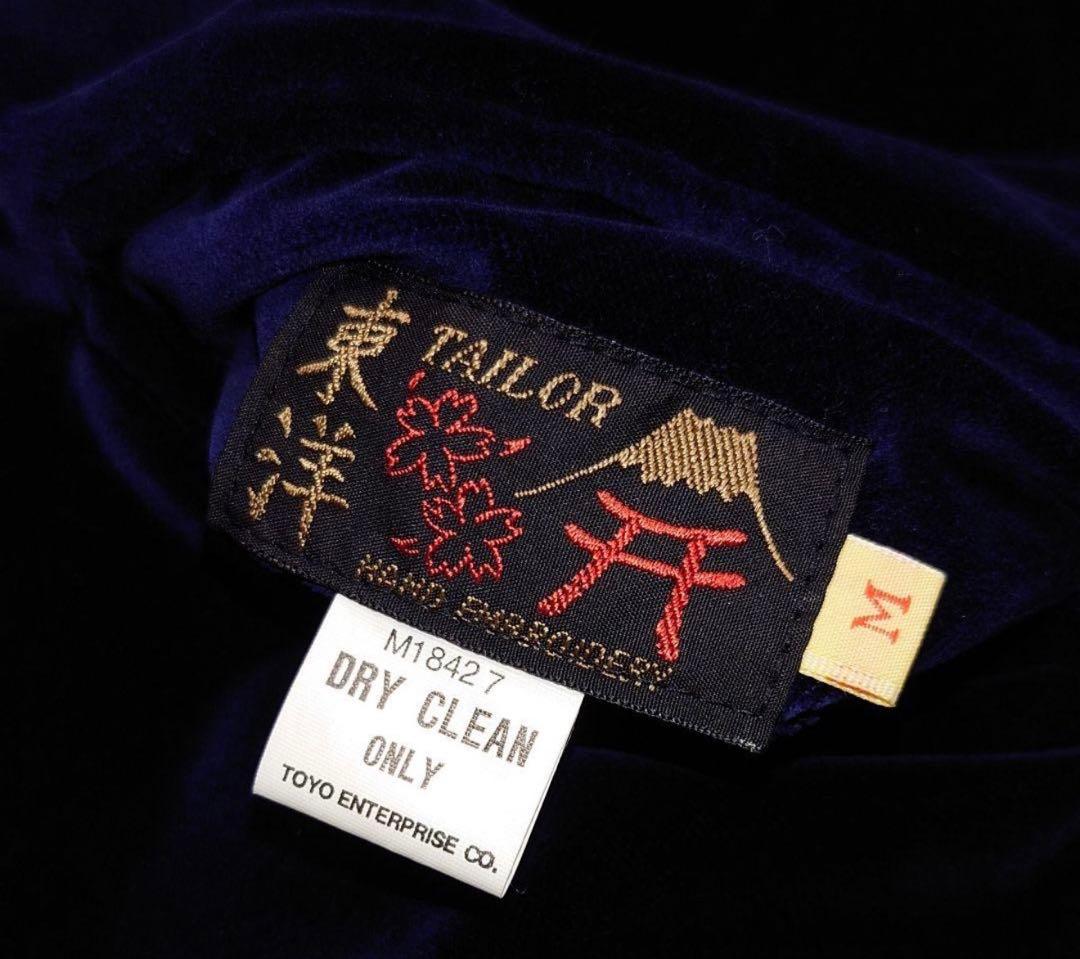 東洋
TAILOR
HAND EMBROIDERY
M
M18427
DRY CLEAN
ONLY
TOYO ENTERPRISE CO.